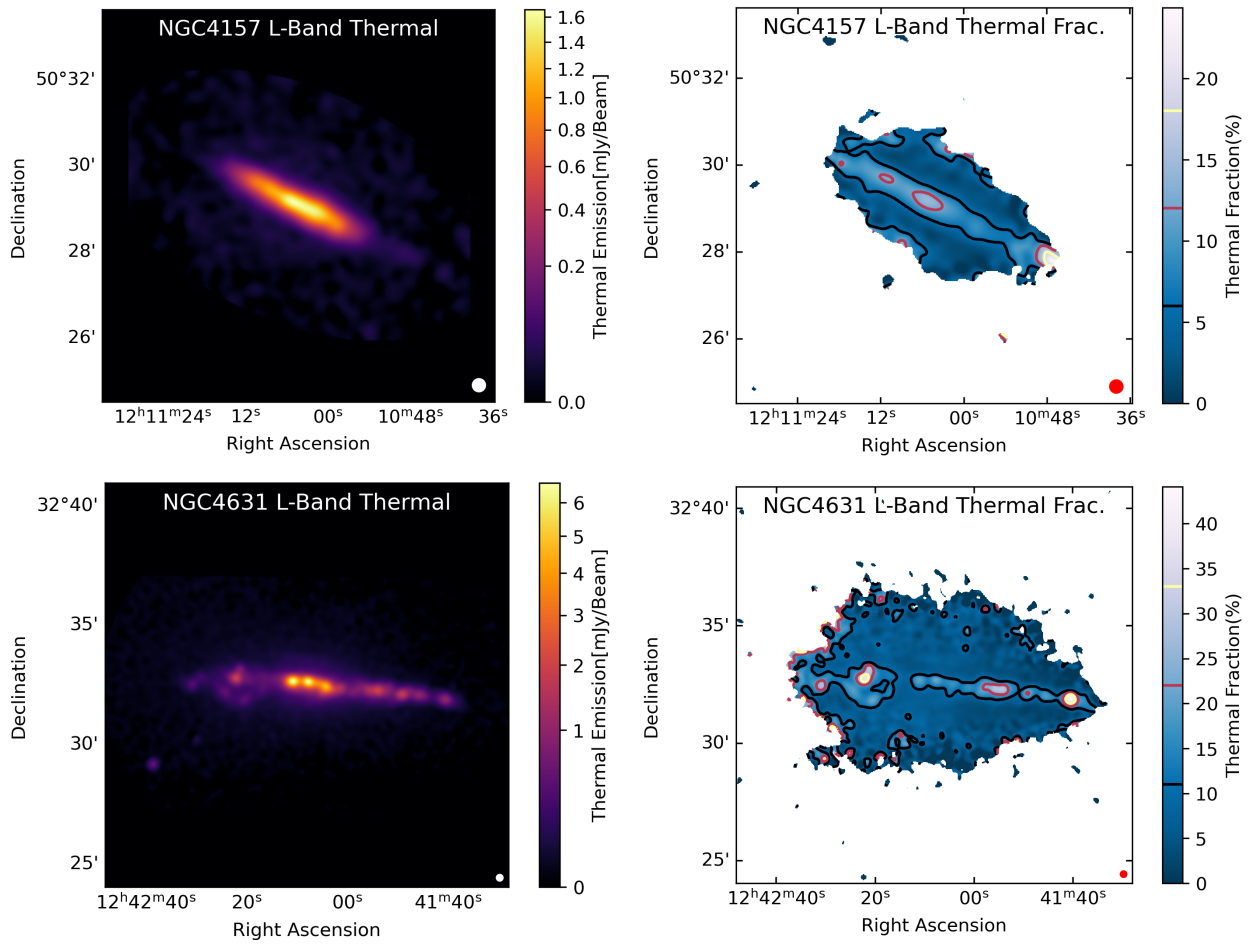 NGC4157 L-Band Thermal
50°32'
30'
28'
26'
Declination
12ʰ11ᵐ24ˢ 12ˢ 00ˢ 10ᵐ48ˢ 36ˢ
Right Ascension
1.6
1.4
1.2
1.0
0.8
0.6
0.4
0.2
0.0
Thermal Emission[mJy/Beam]
NGC4157 L-Band Thermal Frac.
50°32'
30'
28'
26'
Declination
12ʰ11ᵐ24ˢ 12ˢ 00ˢ 10ᵐ48ˢ 36ˢ
Right Ascension
20
15
10
5
0
Thermal Fraction(%)
NGC4631 L-Band Thermal
32°40'
35'
30'
25'
Declination
12ʰ42ᵐ40ˢ 20ˢ 00ˢ 41ᵐ40ˢ
Right Ascension
6
5
4
3
2
1
0
Thermal Emission[mJy/Beam]
NGC4631 L-Band Thermal Frac.
32°40'
35'
30'
25'
Declination
12ʰ42ᵐ40ˢ 20ˢ 00ˢ 41ᵐ40ˢ
Right Ascension
40
35
30
25
20
15
10
5
0
Thermal Fraction(%)